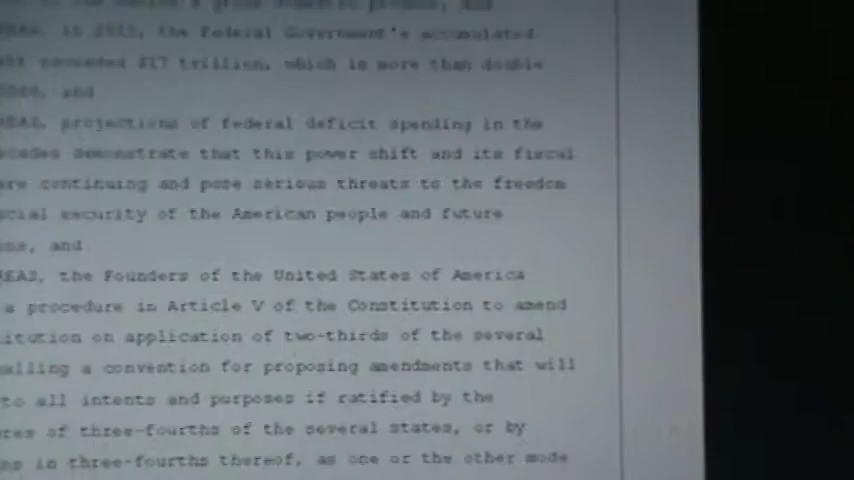 the Federal Government's accumulated
exceeded $17 trillion, which is more than double
and
projections of federal deficit spending in the
decades demonstrate that this power shift and its fiscal
are continuing and pose serious threats to the freedom
security of the American people and future
and
the Founders of the United States of America
a procedure in Article V of the Constitution to amend
on application of two-thirds of the several
calling a convention for proposing amendments that will
to all intents and purposes if ratified by the
of three-fourths of the several states, or by
in three-fourths thereof, as one or the other mode